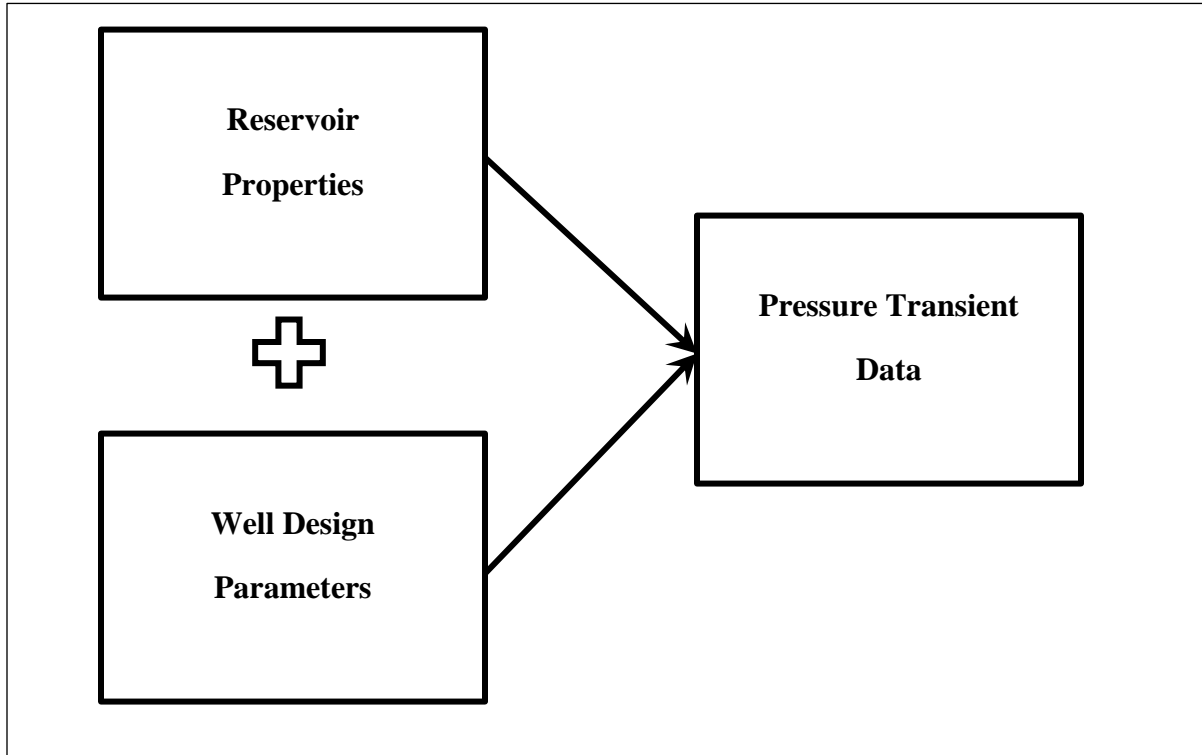 Reservoir
Properties
Pressure Transient
Data
Well Design
Parameters